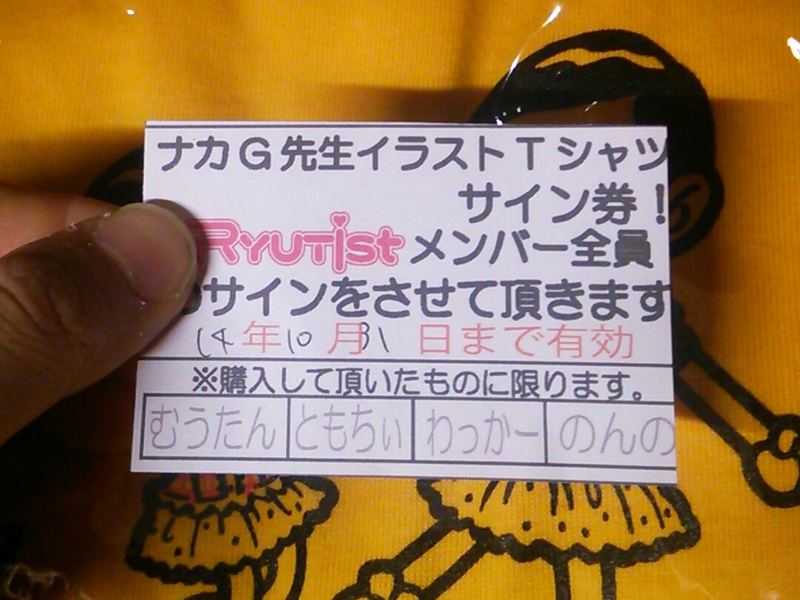 ナカG先生イラストTシャツ
サイン券!
RYUTist メンバー全員
サインをさせて頂きます
14年10月31日まで有効
※購入して頂いたものに限ります。
むうたん ともちぃ わっかー のんの